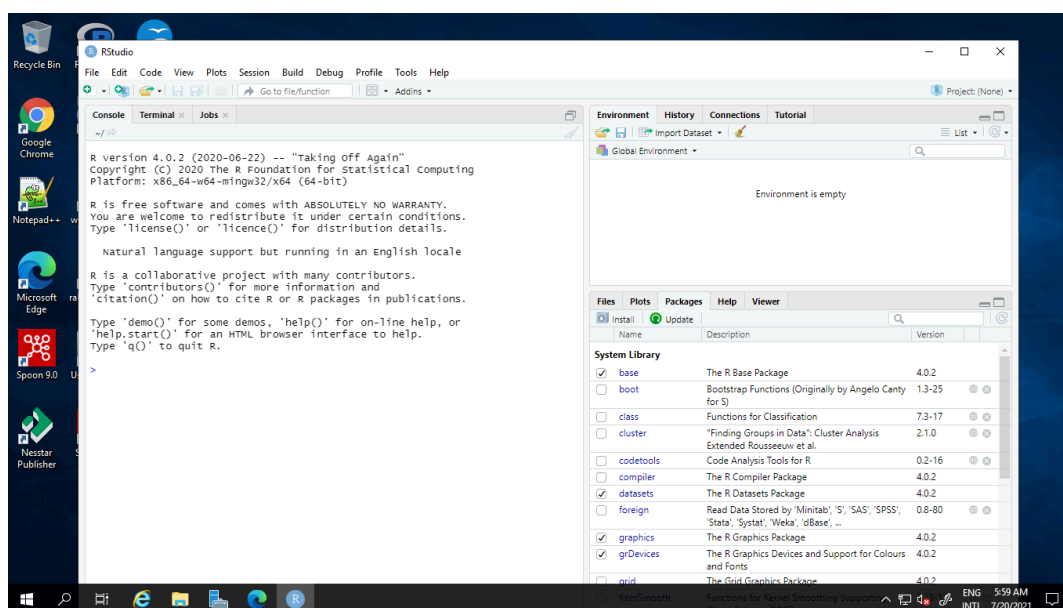 Recycle Bin
Google
Chrome
Notepad++
Microsoft
Edge
Spoon 9.0
Nesstar
Publisher
RStudio
File Edit Code View Plots Session Build Debug Profile Tools Help
Go to file/function
Addins
Project: (None)
Console Terminal Jobs
~/
R version 4.0.2 (2020-06-22) -- "Taking Off Again"
Copyright (C) 2020 The R Foundation for Statistical Computing
Platform: x86_64-w64-mingw32/x64 (64-bit)
R is free software and comes with ABSOLUTELY NO WARRANTY.
You are welcome to redistribute it under certain conditions.
Type 'license()' or 'licence()' for distribution details.
Natural language support but running in an English locale
R is a collaborative project with many contributors.
Type 'contributors()' for more information and
'citation()' on how to cite R or R packages in publications.
Type 'demo()' for some demos, 'help()' for on-line help, or
'help.start()' for an HTML browser interface to help.
Type 'q()' to quit R.
>
Environment History Connections Tutorial
Import Dataset
List
Global Environment
Environment is empty
Files Plots Packages Help Viewer
Install Update
Name Description Version
System Library
base The R Base Package 4.0.2
boot Bootstrap Functions (Originally by Angelo Canty 1.3-25
for S)
class Functions for Classification 7.3-17
cluster "Finding Groups in Data": Cluster Analysis 2.1.0
Extended Rousseeuw et al.
codetools Code Analysis Tools for R 0.2-16
compiler The R Compiler Package 4.0.2
datasets The R Datasets Package 4.0.2
foreign Read Data Stored by 'Minitab', 'S', 'SAS', 'SPSS', 0.8-80
'Stata', 'Systat', 'Weka', 'dBase', ...
graphics The R Graphics Package 4.0.2
grDevices The R Graphics Devices and Support for Colours 4.0.2
and Fonts
grid The Grid Graphics Package 4.0.2
KernSmooth Functions for Kernel Smoothing Supporting
ENG 5:59 AM
INTL 7/20/2021